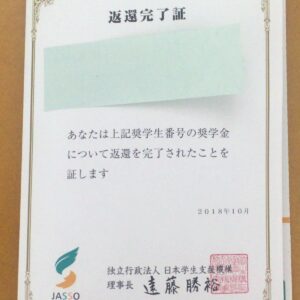 返還完了証
あなたは上記奨学生番号の奨学金
について返還を完了されたことを
証します
2018年10月
独立行政法人 日本学生支援機構
理事長 遠藤勝裕
JASSO